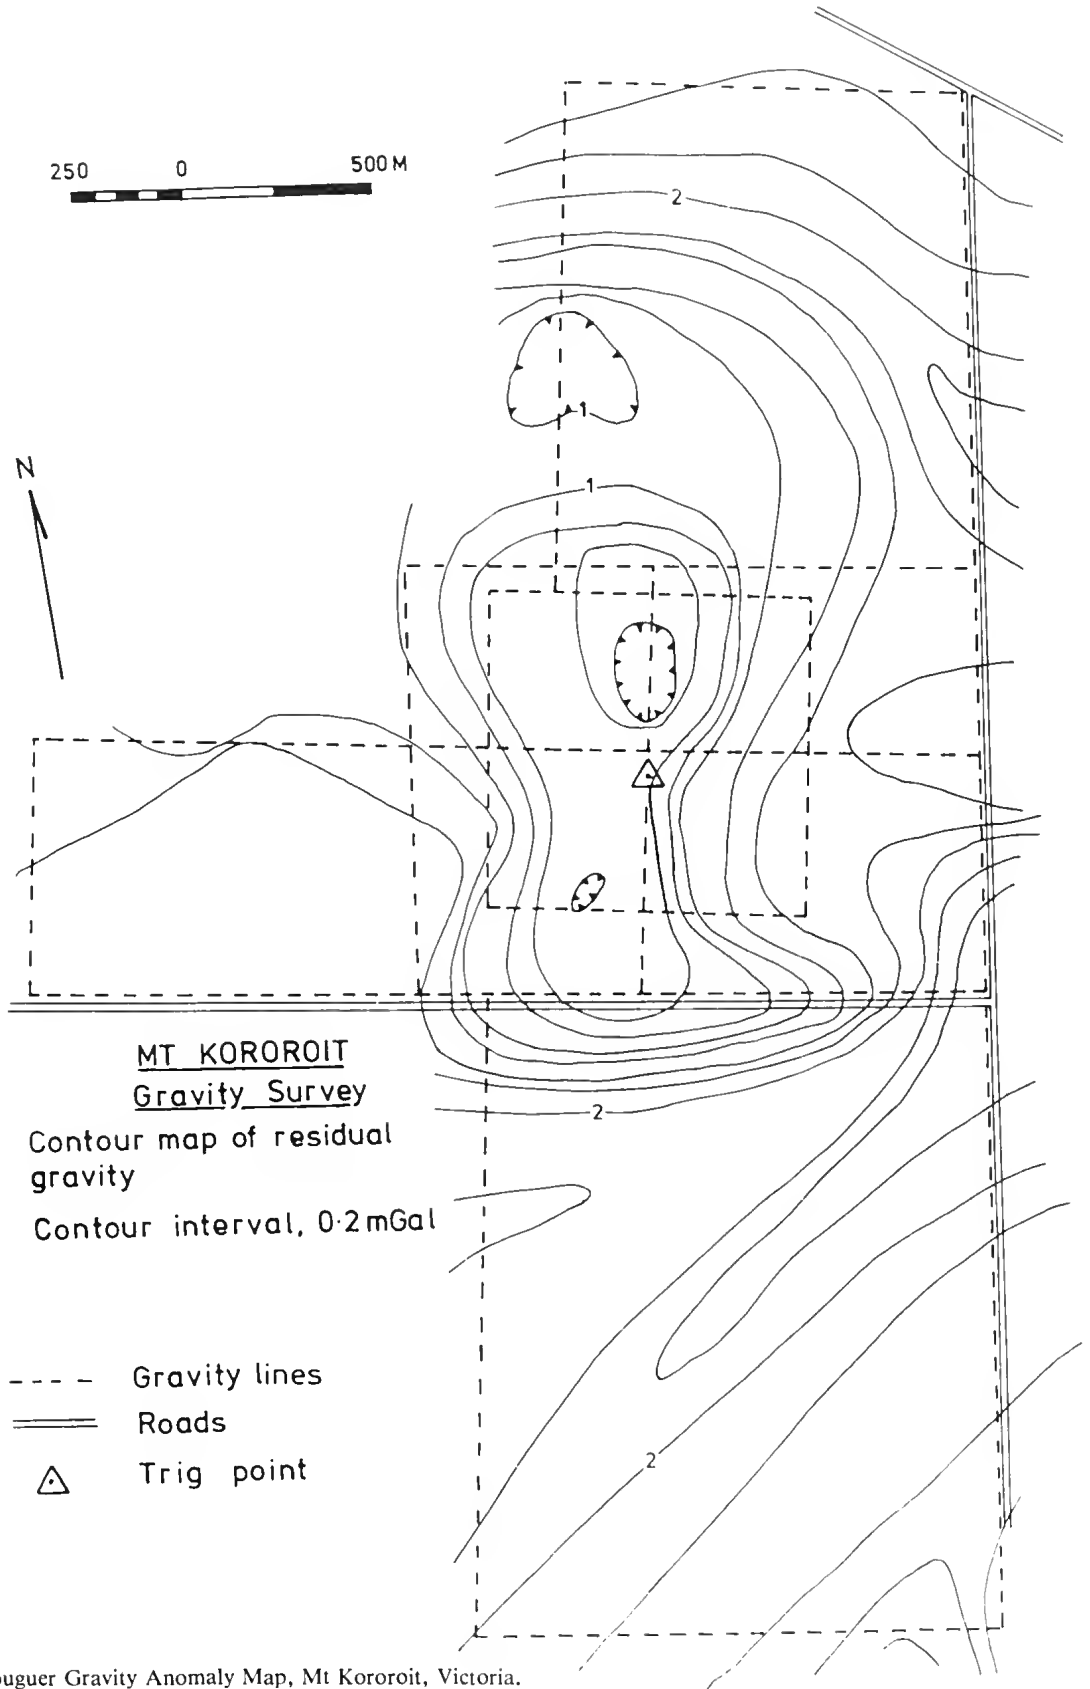 250 0 500 M
2
1
1
N
MT KOROROIT
Gravity Survey
Contour map of residual
gravity
Contour interval, 0·2 mGal
2
---- Gravity lines
Roads
Trig point
2
ouguer Gravity Anomaly Map, Mt Kororoit, Victoria.